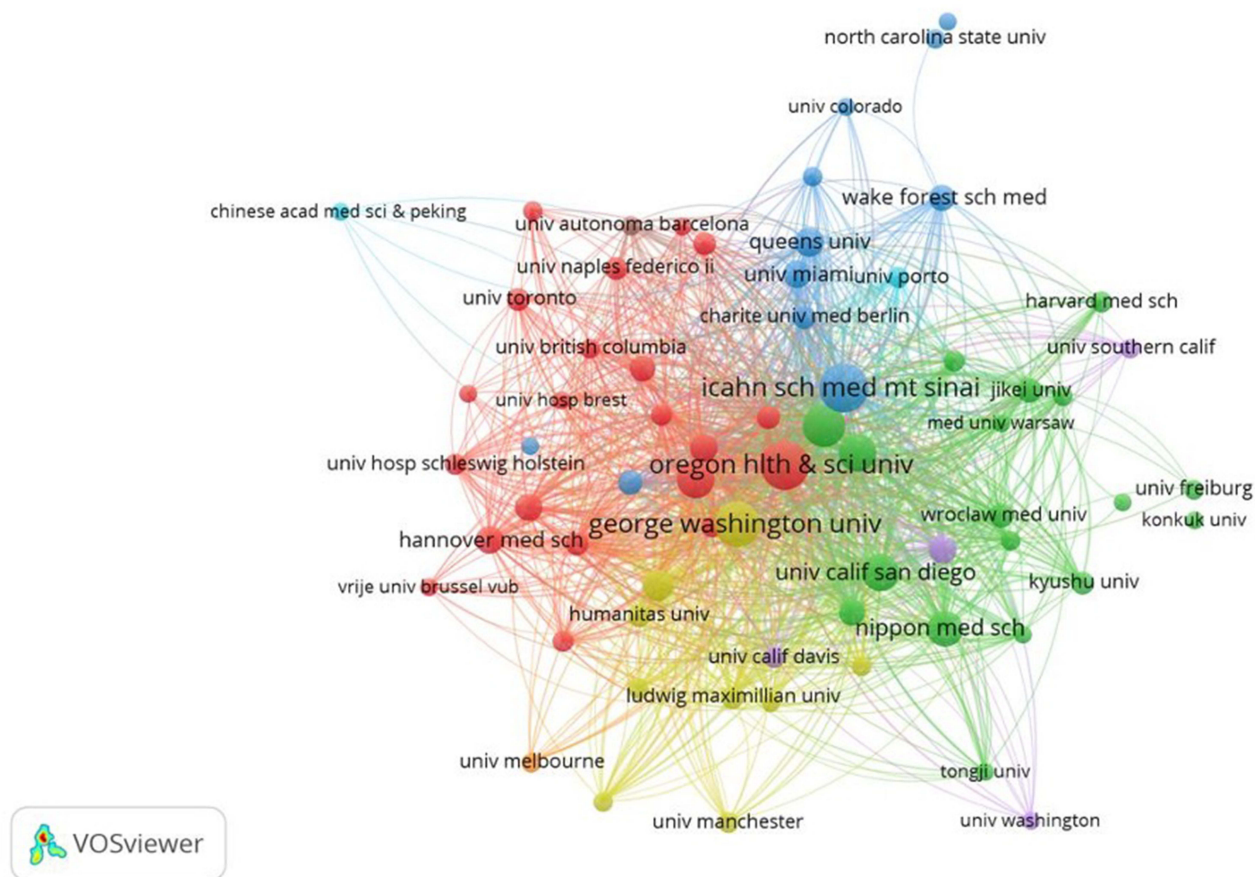 north carolina state univ
univ colorado
wake forest sch med
chinese acad med sci & peking
univ autonoma barcelona
queens univ
univ naples federico ii
univ miami
univ porto
univ toronto
harvard med sch
charite univ med berlin
univ british columbia
univ southern calif
icahn sch med mt sinai
jikei univ
univ hosp brest
med univ warsaw
univ hosp schleswig holstein
oregon hlth & sci univ
univ freiburg
wroclaw med univ
konkuk univ
george washington univ
hannover med sch
univ calif san diego
kyushu univ
vrije univ brussel vub
humanitas univ
nippon med sch
univ calif davis
ludwig maximillian univ
univ melbourne
tongji univ
univ manchester
univ washington
VOSviewer